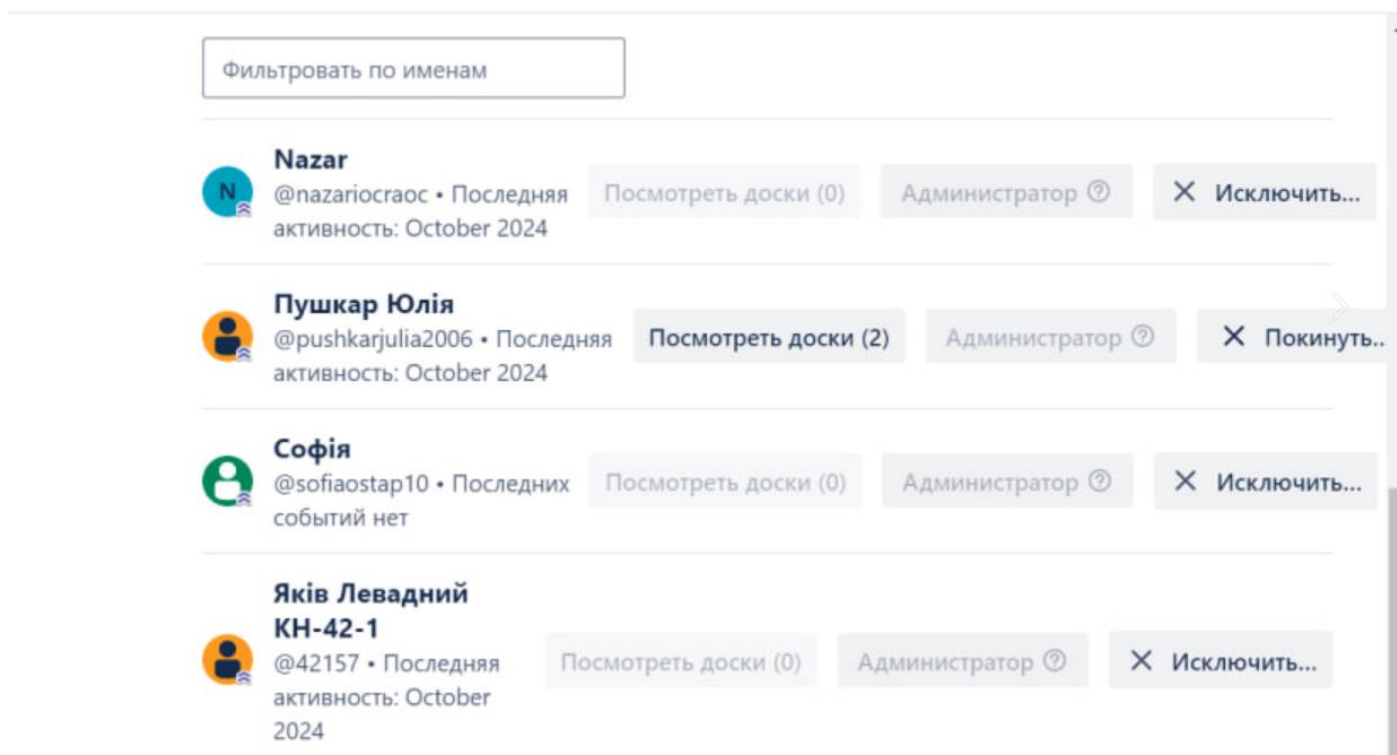 Фильтровать по именам
Nazar
N
@nazariocraoc • Последняя
активность: October 2024
Посмотреть доски (0)
Администратор
Исключить...
Пушкар Юлія
@pushkarjulia2006 • Последняя
активность: October 2024
Посмотреть доски (2)
Администратор
Покинуть..
Софія
@sofiaostap10 • Последних
событий нет
Посмотреть доски (0)
Администратор
Исключить...
Яків Левадний
КН-42-1
@42157 • Последняя
активность: October
2024
Посмотреть доски (0)
Администратор
Исключить...